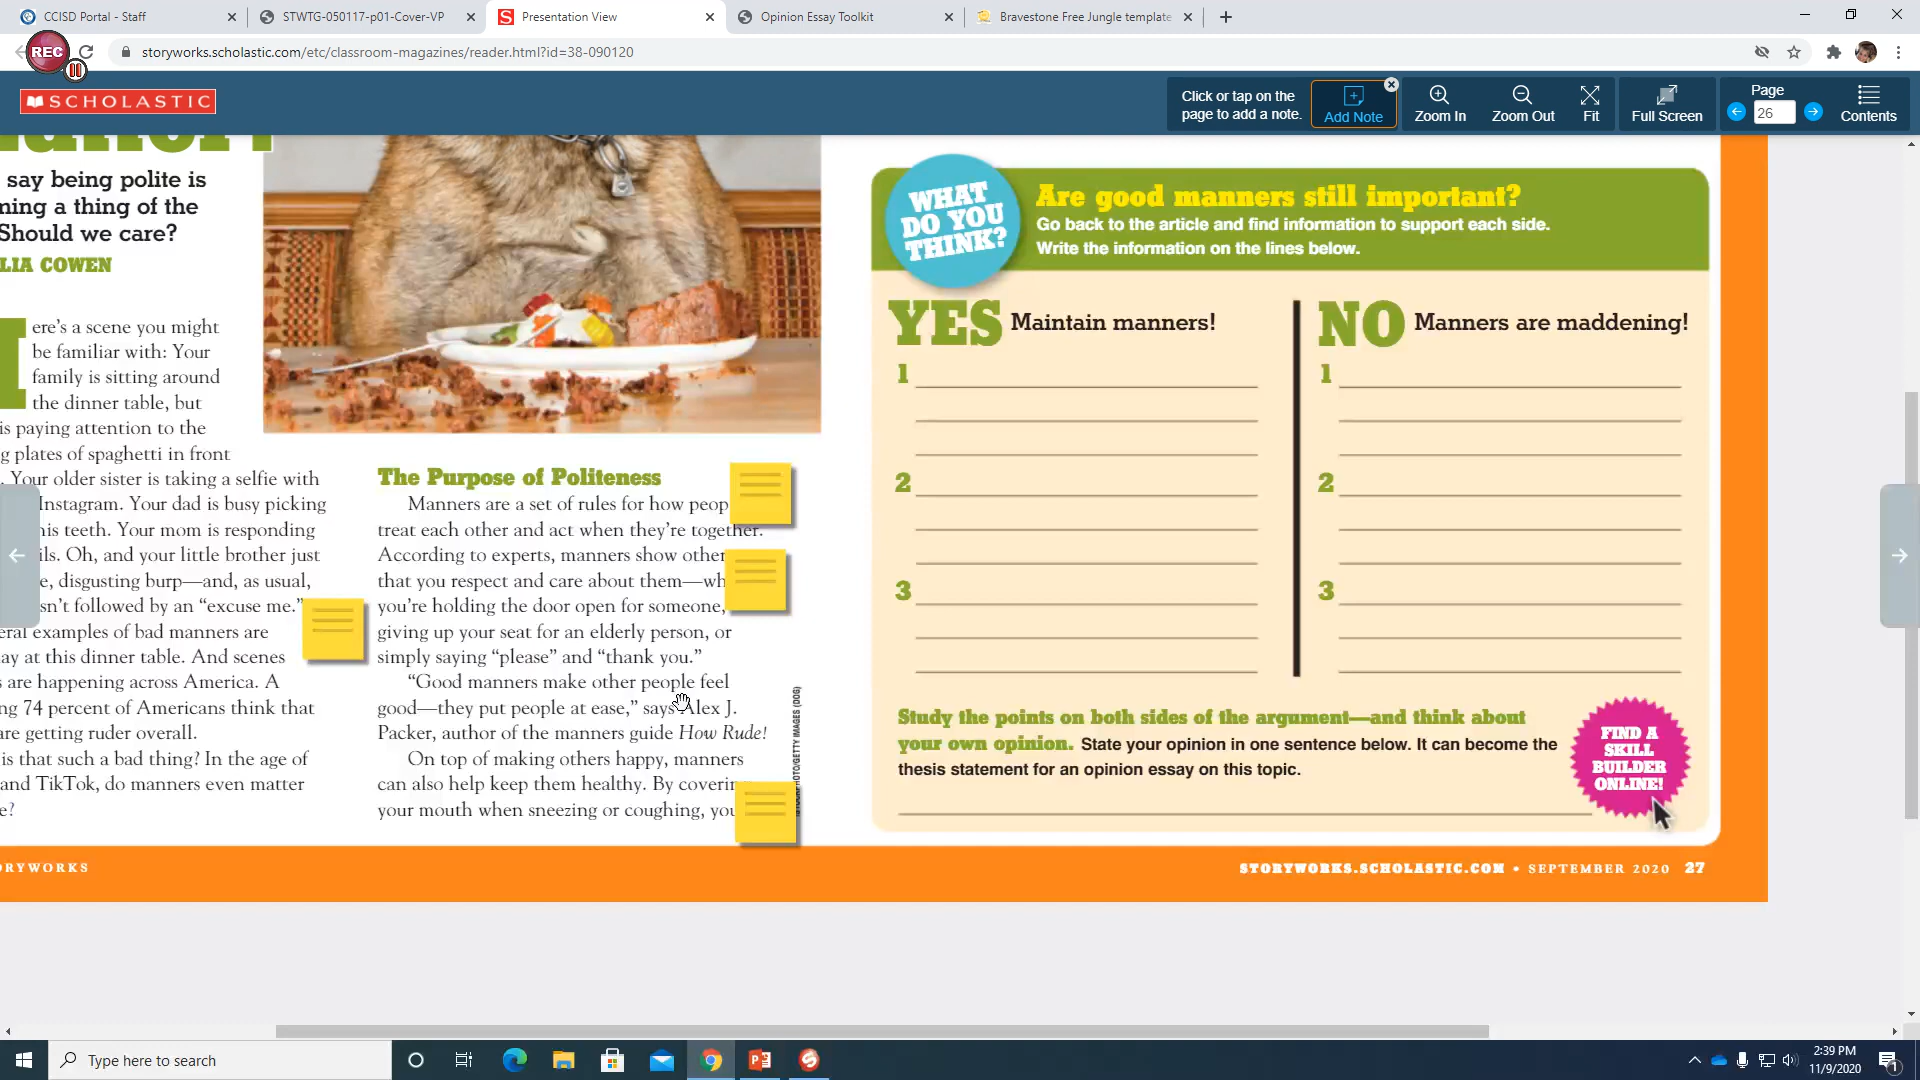 CCISD Portal - Staff
STWTG-050117-p01-Cover-VP
Presentation View
Opinion Essay Toolkit
Bravestone Free Jungle template
REC
storyworks.scholastic.com/etc/classroom-magazines/reader.html?id=38-090120
SCHOLASTIC
Click or tap on the
page to add a note.
Add Note
Zoom In
Zoom Out
Fit
Full Screen
Page
26
Contents
say being polite is
ming a thing of the
Should we care?
LIA COWEN
ere's a scene you might
be familiar with: Your
family is sitting around
the dinner table, but
is paying attention to the
g plates of spaghetti in front
. Your older sister is taking a selfie with
Instagram. Your dad is busy picking
his teeth. Your mom is responding
ils. Oh, and your little brother just
e, disgusting burp—and, as usual,
sn't followed by an "excuse me."
eral examples of bad manners are
ay at this dinner table. And scenes
s are happening across America. A
ng 74 percent of Americans think that
are getting ruder overall.
is that such a bad thing? In the age of
and TikTok, do manners even matter
e?
The Purpose of Politeness
Manners are a set of rules for how peop
treat each other and act when they're together.
According to experts, manners show other
that you respect and care about them—wh
you're holding the door open for someone,
giving up your seat for an elderly person, or
simply saying "please" and "thank you."
"Good manners make other people feel
good—they put people at ease," says Alex J.
Packer, author of the manners guide How Rude!
On top of making others happy, manners
can also help keep them healthy. By coverin
your mouth when sneezing or coughing, you
/GETTY IMAGES (DOG)
WHAT
DO YOU
THINK?
Are good manners still important?
Go back to the article and find information to support each side.
Write the information on the lines below.
YES Maintain manners!
1
2
3
NO Manners are maddening!
1
2
3
Study the points on both sides of the argument—and think about
your own opinion. State your opinion in one sentence below. It can become the
thesis statement for an opinion essay on this topic.
FIND A
SKILL
BUILDER
ONLINE!
ORYWORKS
STORYWORKS.SCHOLASTIC.COM • SEPTEMBER 2020 27
Type here to search
2:39 PM
11/9/2020
1